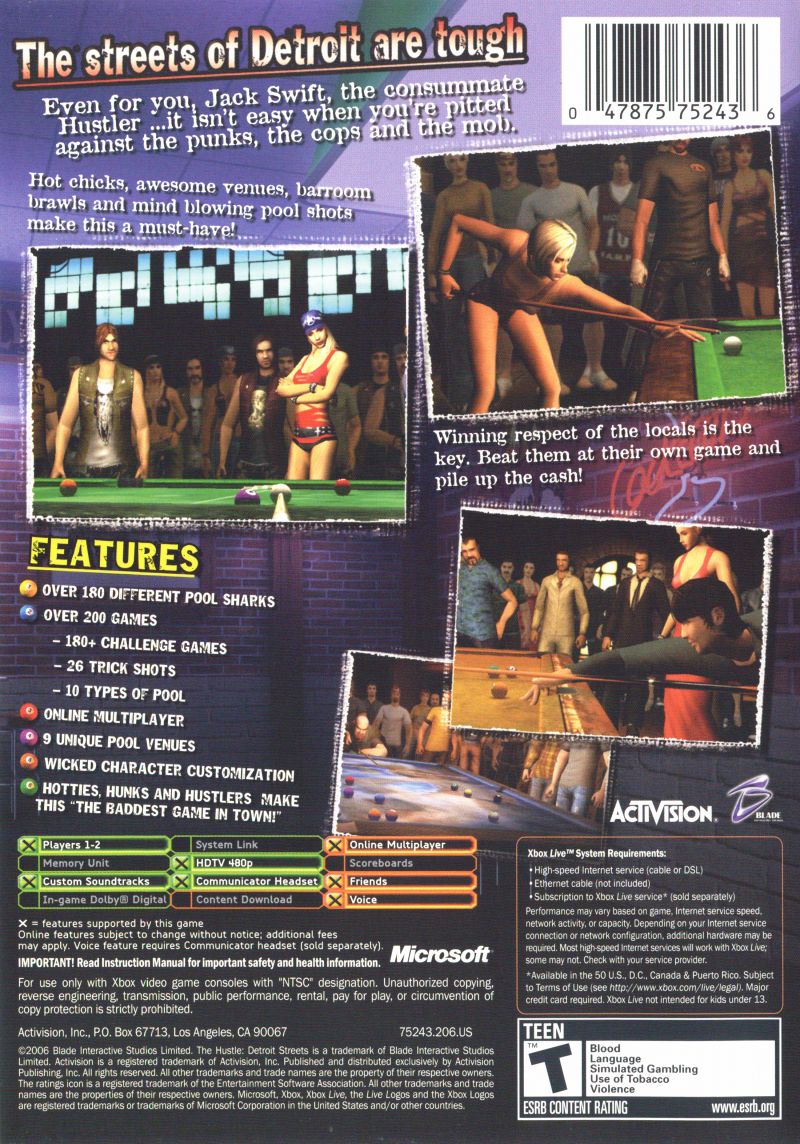 The streets of Detroit are tough
Even for you, Jack Swift, the consummate
Hustler ...it isn't easy when you're pitted
against the punks, the cops and the mob.
0 47875 75243 6
Hot chicks, awesome venues, barroom
brawls and mind blowing pool shots
make this a must-have!
Winning respect of the locals is the
key. Beat them at their own game and
pile up the cash!
FEATURES
OVER 180 DIFFERENT POOL SHARKS
OVER 200 GAMES
– 180+ CHALLENGE GAMES
– 26 TRICK SHOTS
– 10 TYPES OF POOL
ONLINE MULTIPLAYER
9 UNIQUE POOL VENUES
WICKED CHARACTER CUSTOMIZATION
HOTTIES, HUNKS AND HUSTLERS MAKE
THIS "THE BADDEST GAME IN TOWN!"
ACTIVISION.
BLADE
Players 1-2
System Link
Online Multiplayer
Memory Unit
HDTV 480p
Scoreboards
Custom Soundtracks
Communicator Headset
Friends
In-game Dolby® Digital
Content Download
Voice
X = features supported by this game
Online features subject to change without notice; additional fees
may apply. Voice feature requires Communicator headset (sold separately).
IMPORTANT! Read Instruction Manual for important safety and health information.
Microsoft
For use only with Xbox video game consoles with "NTSC" designation. Unauthorized copying,
reverse engineering, transmission, public performance, rental, pay for play, or circumvention of
copy protection is strictly prohibited.
Activision, Inc., P.O. Box 67713, Los Angeles, CA 90067
75243.206.US
©2006 Blade Interactive Studios Limited. The Hustle: Detroit Streets is a trademark of Blade Interactive Studios
Limited. Activision is a registered trademark of Activision, Inc. Published and distributed exclusively by Activision
Publishing, Inc. All rights reserved. All other trademarks and trade names are the property of their respective owners.
The ratings icon is a registered trademark of the Entertainment Software Association. All other trademarks and trade
names are the properties of their respective owners. Microsoft, Xbox, Xbox Live, the Live Logos and the Xbox Logos
are registered trademarks or trademarks of Microsoft Corporation in the United States and/or other countries.
Xbox Live™ System Requirements:
• High-speed Internet service (cable or DSL)
• Ethernet cable (not included)
• Subscription to Xbox Live service* (sold separately)
Performance may vary based on game, Internet service speed,
network activity, or capacity. Depending on your Internet service
connection or network configuration, additional hardware may be
required. Most high-speed Internet services will work with Xbox Live;
some may not. Check with your service provider.
*Available in the 50 U.S., D.C., Canada & Puerto Rico. Subject
to Terms of Use (see http://www.xbox.com/live/legal). Major
credit card required. Xbox Live not intended for kids under 13.
TEEN
T
Blood
Language
Simulated Gambling
Use of Tobacco
Violence
ESRB CONTENT RATING
www.esrb.org